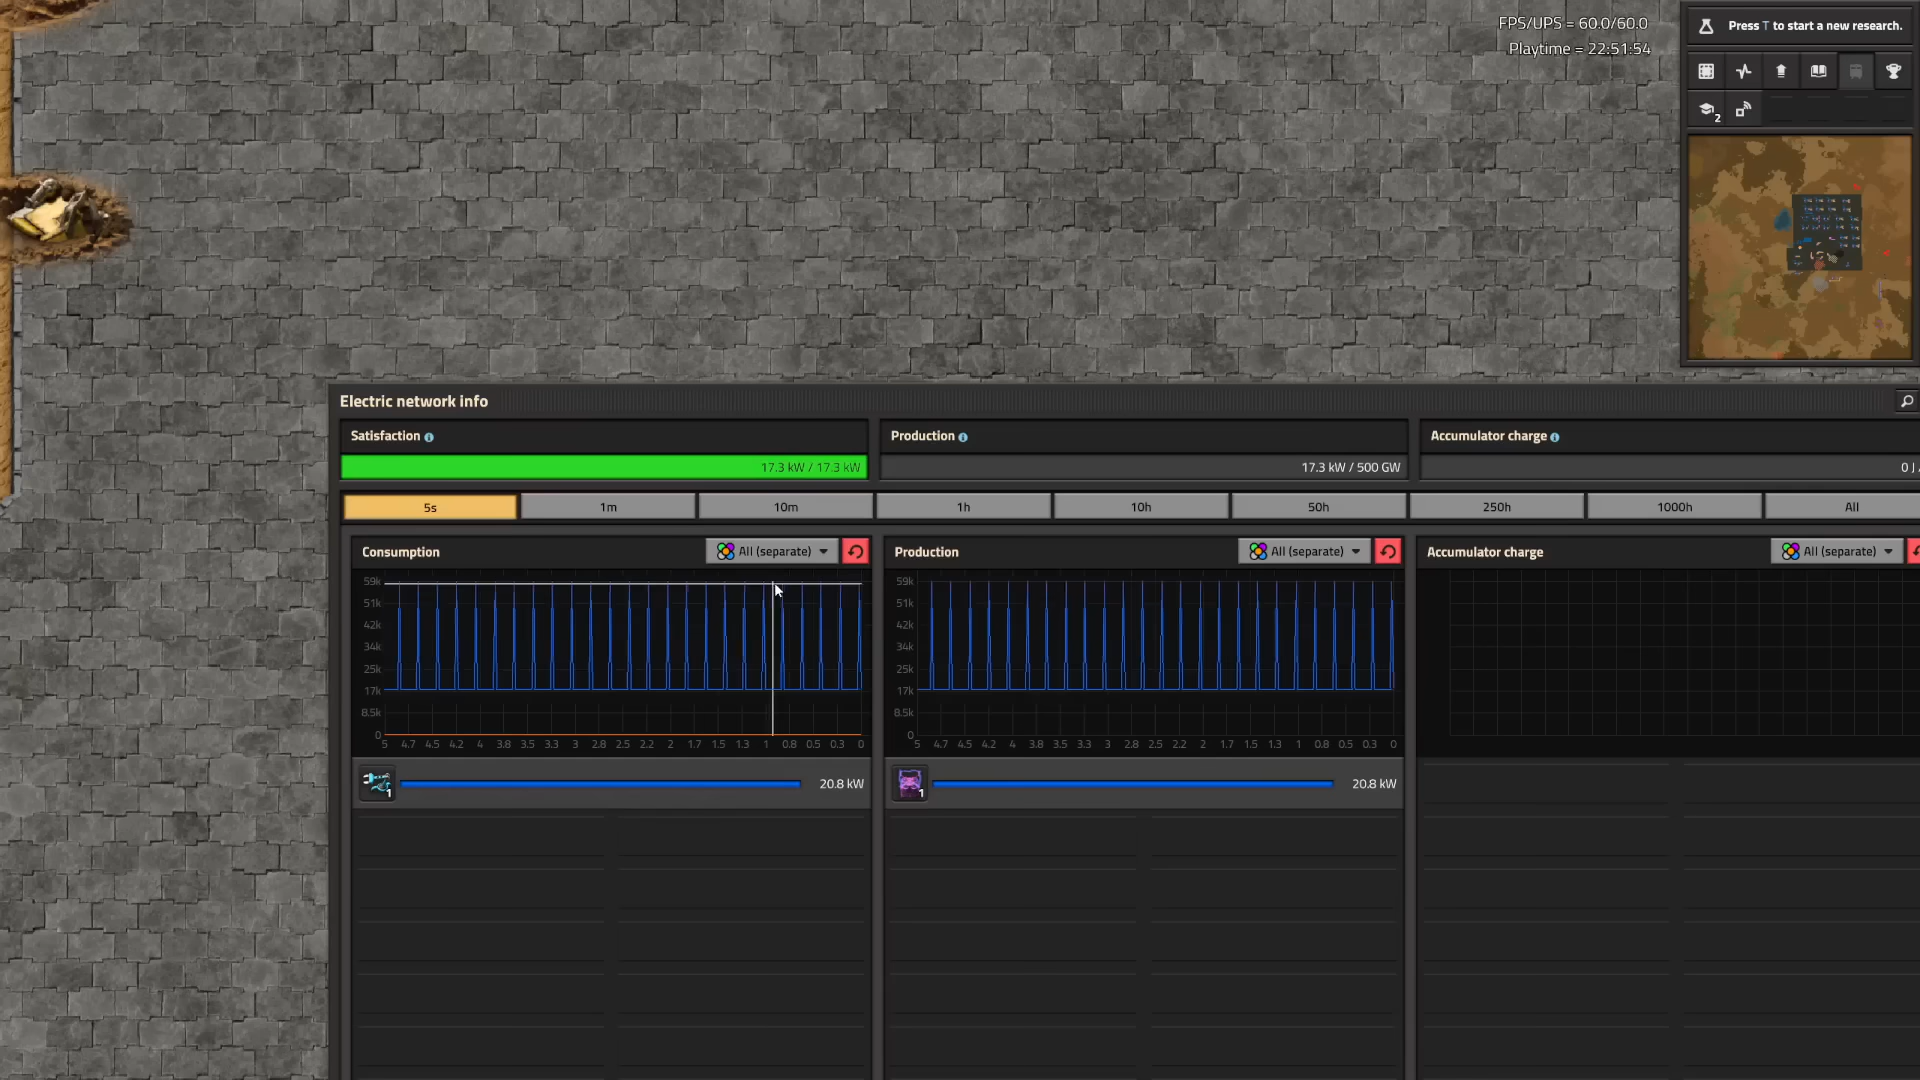 FPS/UPS = 60.0/60.0
Playtime = 22:51:54
Press T to start a new research.
2
Electric network info
Satisfaction
17.3 kW / 17.3 kW
Production
17.3 kW / 500 GW
Accumulator charge
0 J /
5s 1m 10m 1h 10h 50h 250h 1000h All
Consumption
All (separate)
59k
51k
42k
34k
25k
17k
8.5k
0
5 4.7 4.5 4.2 4 3.8 3.5 3.3 3 2.8 2.5 2.2 2 1.7 1.5 1.3 1 0.8 0.5 0.3 0
1
20.8 kW
Production
All (separate)
59k
51k
42k
34k
25k
17k
8.5k
0
5 4.7 4.5 4.2 4 3.8 3.5 3.3 3 2.8 2.5 2.2 2 1.7 1.5 1.3 1 0.8 0.5 0.3 0
1
20.8 kW
Accumulator charge
All (separate)